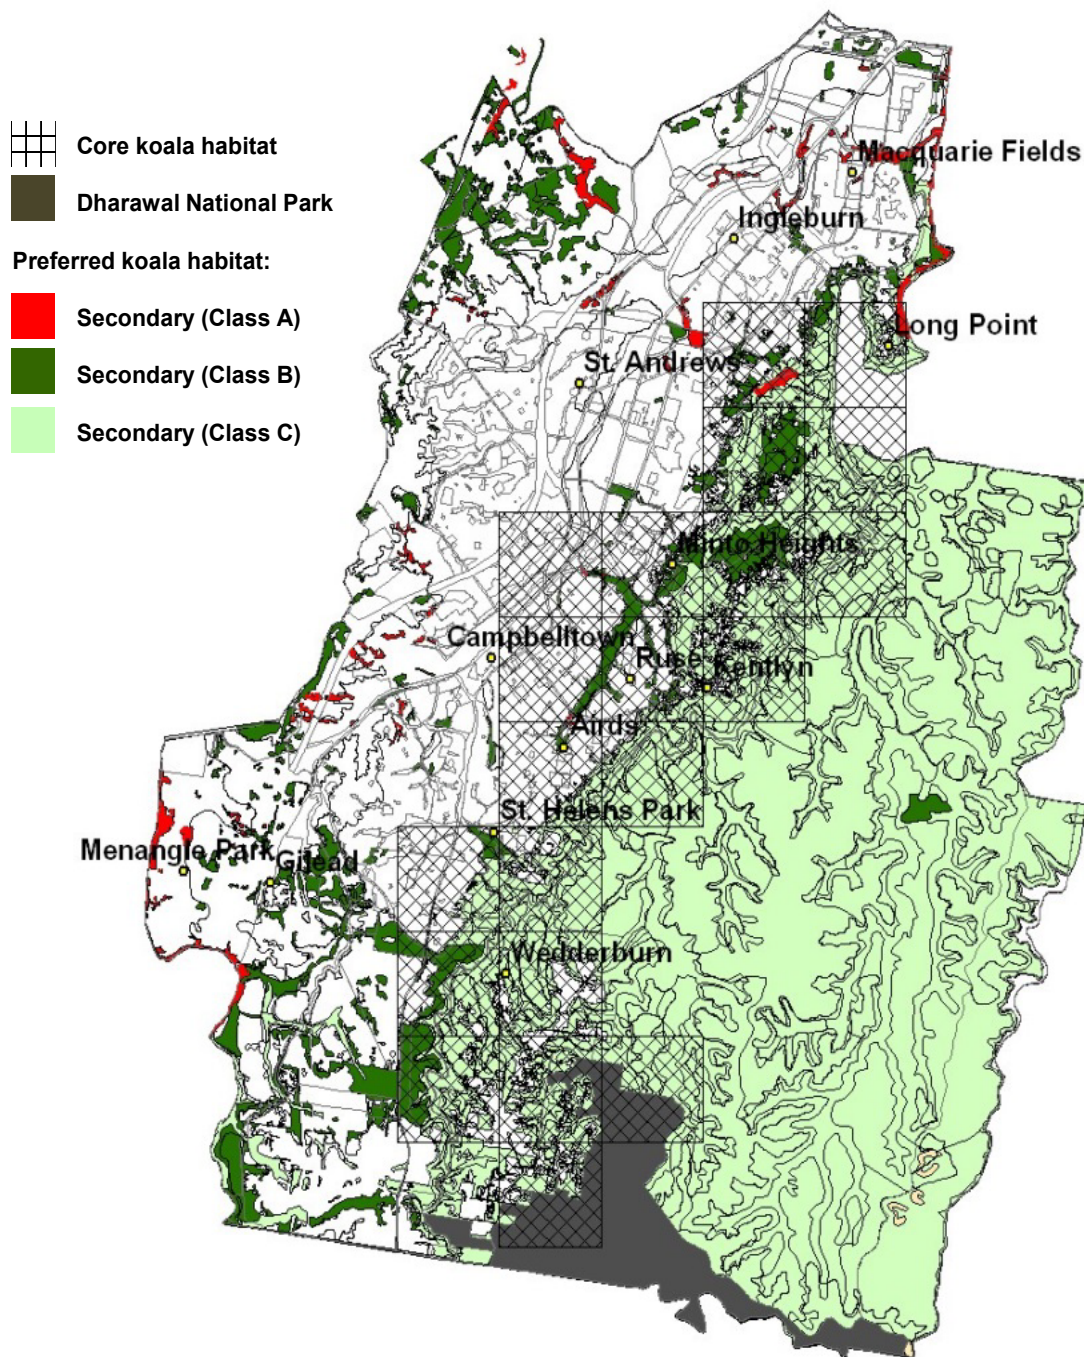 Core koala habitat
Dharawal National Park
Preferred koala habitat:
Secondary (Class A)
Secondary (Class B)
Secondary (Class C)
Macquarie Fields
Ingleburn
Long Point
St. Andrews
Minto Heights
Campbelltown
Ruse
Kentlyn
Airds
St. Helens Park
Menangle Park
Gilead
Wedderburn